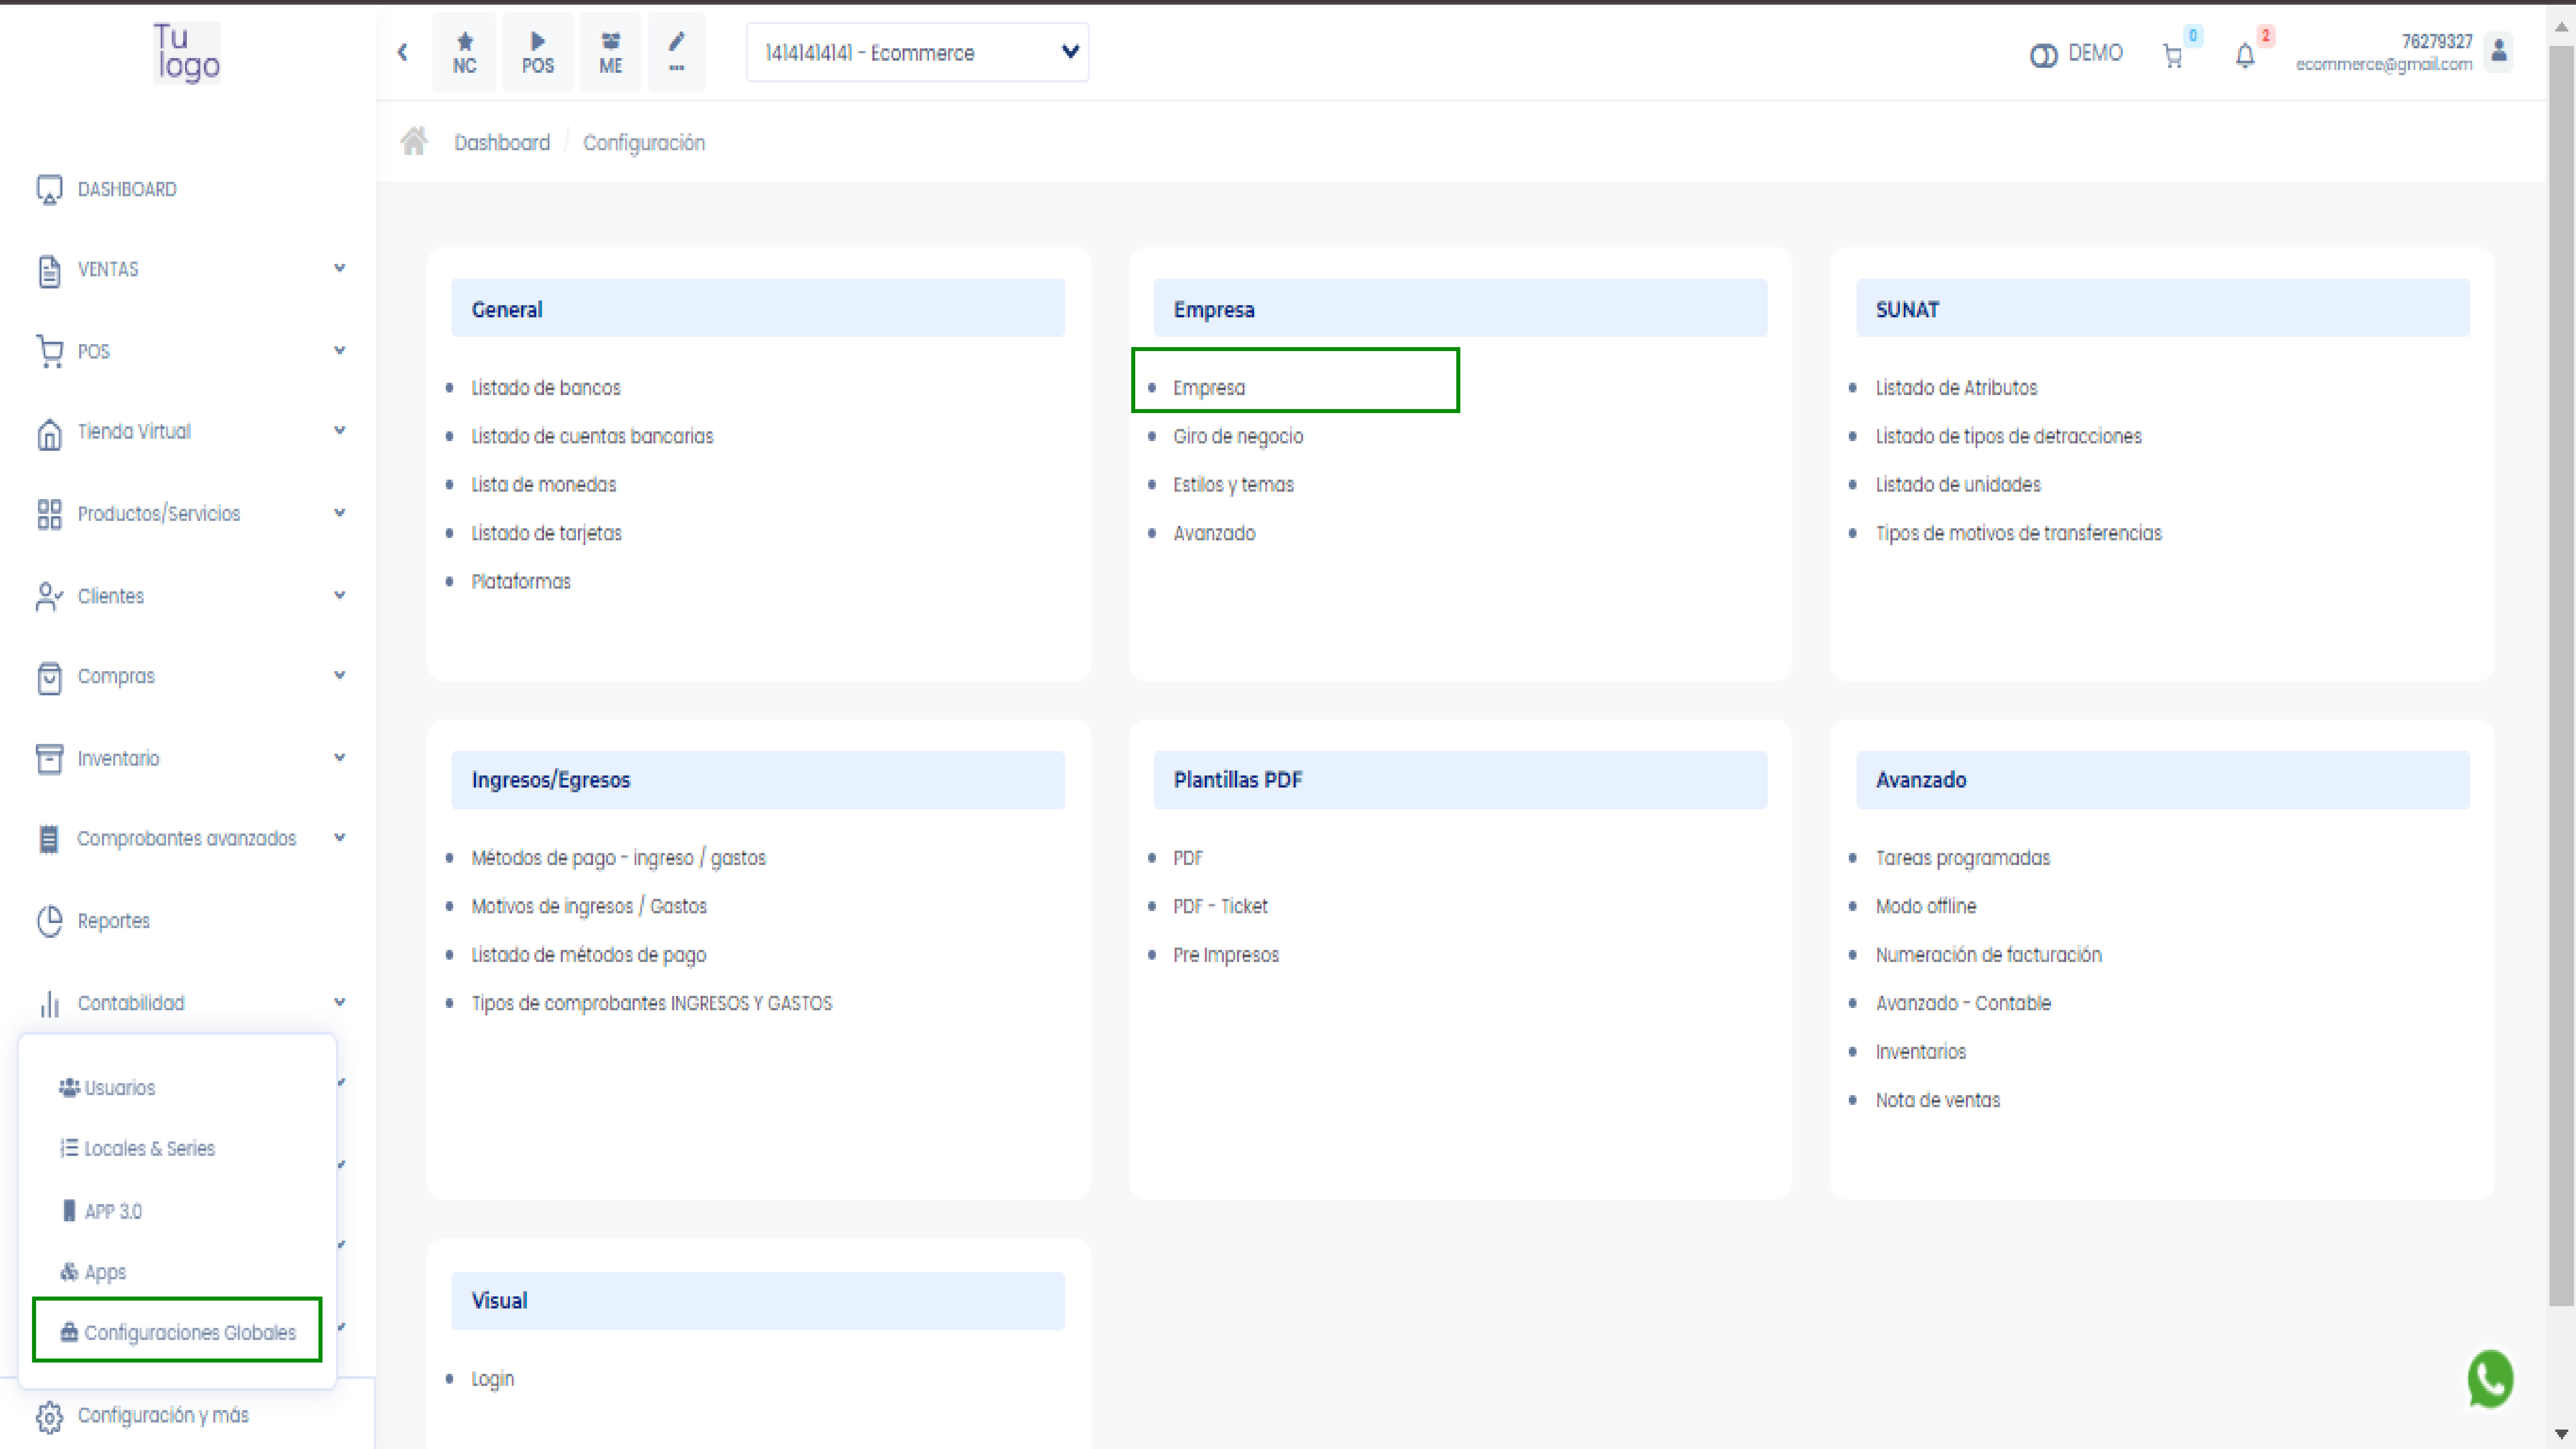 Tu
logo
NC
POS
ME
...
14141414141 - Ecommerce
DEMO
0
2
76279327
ecommerce@gmail.com
Dashboard / Configuración
DASHBOARD
VENTAS
POS
Tienda Virtual
Productos/Servicios
Clientes
Compras
Inventario
Comprobantes avanzados
Reportes
Contabilidad
Usuarios
Locales & Series
APP 3.0
Apps
Configuraciones Globales
Configuración y más
General
Listado de bancos
Listado de cuentas bancarias
Lista de monedas
Listado de tarjetas
Plataformas
Empresa
Empresa
Giro de negocio
Estilos y temas
Avanzado
SUNAT
Listado de Atributos
Listado de tipos de detracciones
Listado de unidades
Tipos de motivos de transferencias
Ingresos/Egresos
Métodos de pago - ingreso / gastos
Motivos de ingresos / Gastos
Listado de métodos de pago
Tipos de comprobantes INGRESOS Y GASTOS
Plantillas PDF
PDF
PDF - Ticket
Pre Impresos
Avanzado
Tareas programadas
Modo offline
Numeración de facturación
Avanzado - Contable
Inventarios
Nota de ventas
Visual
Login